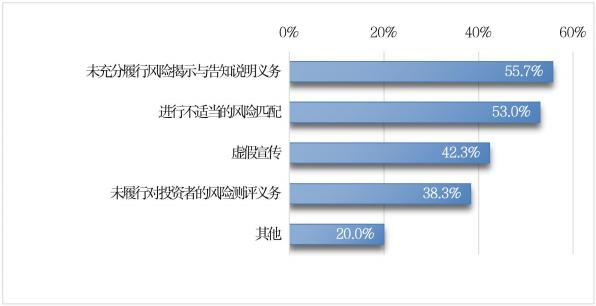 0% 20% 40% 60%
未充分履行风险揭示与告知说明义务 55.7%
进行不适当的风险匹配 53.0%
虚假宣传 42.3%
未履行对投资者的风险测评义务 38.3%
其他 20.0%